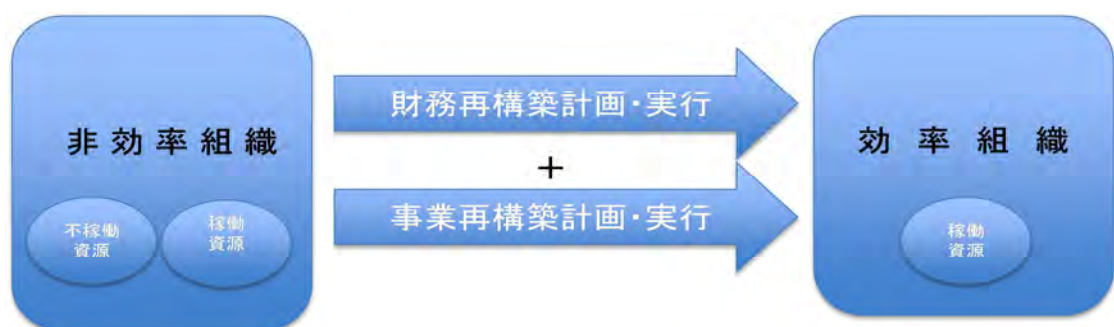 非効率組織
不稼働
資源
稼働
資源
財務再構築計画・実行
+
事業再構築計画・実行
効率組織
稼働
資源